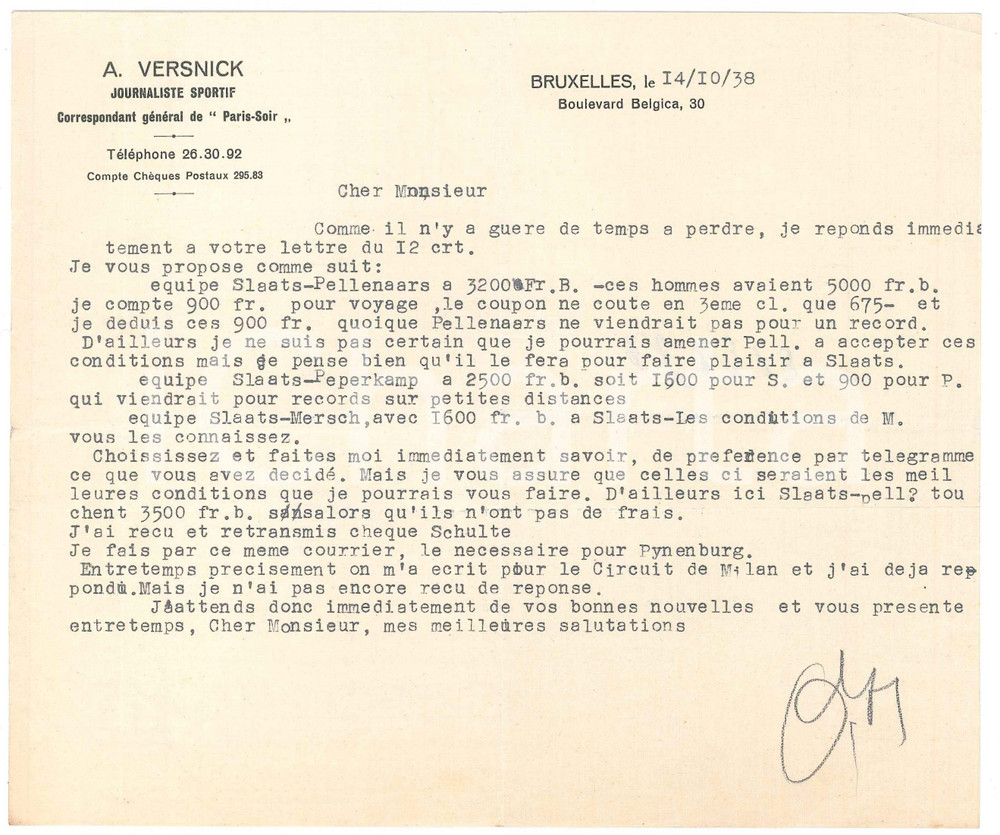 A. VERSNICK
JOURNALISTE SPORTIF
Correspondant général de “ Paris-Soir „
Téléphone 26.30.92
Compte Chèques Postaux 295.83
BRUXELLES, le I4/IO/38
Boulevard Belgica, 30
Cher Monsieur
Comme il n'y a guere de temps a perdre, je reponds immedia
tement a votre lettre du I2 crt.
Je vous propose comme suit:
equipe Slaats-Pellenaars a 3200 Fr.B. -ces hommes avaient 5000 fr.b.
je compte 900 fr. pour voyage ,le coupon ne coute en 3eme cl. que 675- et
je deduis ces 900 fr. quoique Pellenaars ne viendrait pas pour un record.
D'ailleurs je ne suis pas certain que je pourrais amener Pell. a accepter ces
conditions mais je pense bien qu'il le fera pour faire plaisir a Slaats.
equipe Slaats-Peperkamp a 2500 fr.b. soit I600 pour S. et 900 pour P.
qui viendrait pour records sur petites distances
equipe Slaats-Mersch,avec I600 fr. b. a Slaats-Les conditions de M.
vous les connaissez.
Choississez et faites moi immediatement savoir, de preference par telegramme
ce que vous avez decidé. Mais je vous assure que celles ci seraient les meil
leures conditions que je pourrais vous faire. D'ailleurs ici Slaats-pell? tou
chent 3500 fr.b. salors qu'ils n'ont pas de frais.
J'ai recu et retransmis cheque Schulte
Je fais par ce meme courrier, le necessaire pour Pynenburg.
Entretemps precisement on m'a ecrit pour le Circuit de Milan et j'ai deja rep
pondu.Mais je n'ai pas encore recu de reponse.
J'attends donc immediatement de vos bonnes nouvelles et vous presente
entretemps, Cher Monsieur, mes meilleures salutations